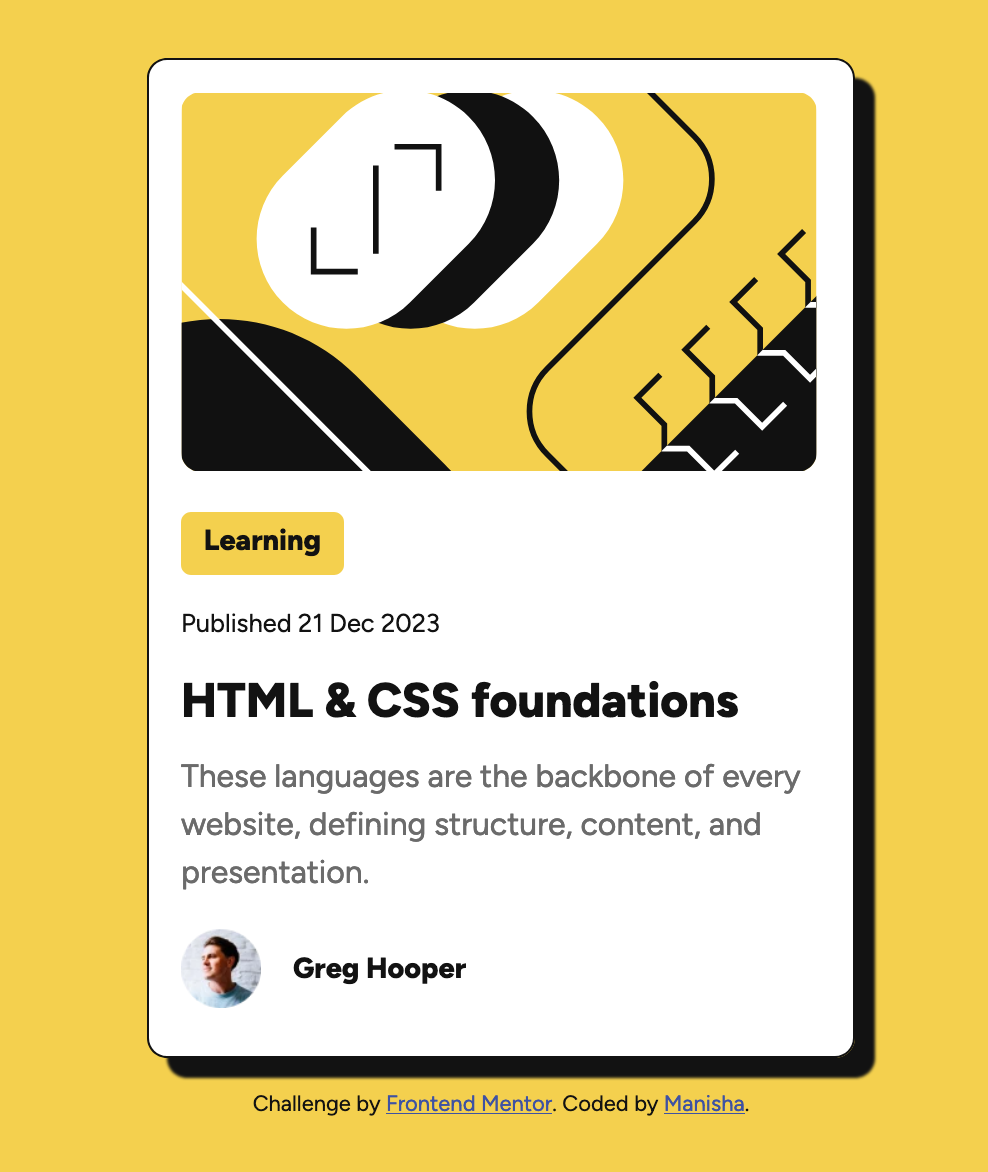 Learning
Published 21 Dec 2023
HTML & CSS foundations
These languages are the backbone of every
website, defining structure, content, and
presentation.
Greg Hooper
Challenge by Frontend Mentor. Coded by Manisha.